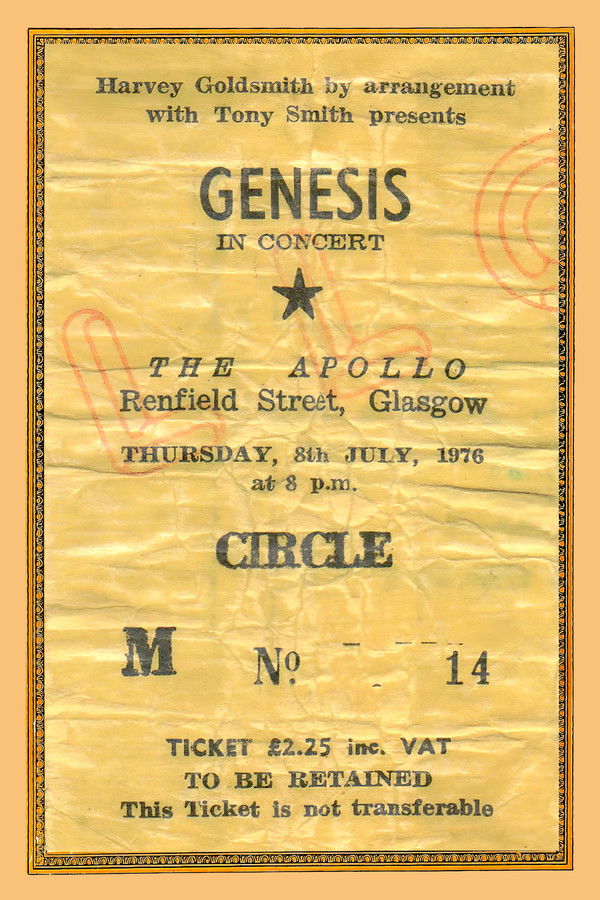 Harvey Goldsmith by arrangement
with Tony Smith presents
GENESIS
IN CONCERT
THE APOLLO
Renfield Street, Glasgow
THURSDAY, 8th JULY, 1976
at 8 p.m.
CIRCLE
M No 14
TICKET £2.25 inc. VAT
TO BE RETAINED
This Ticket is not transferable